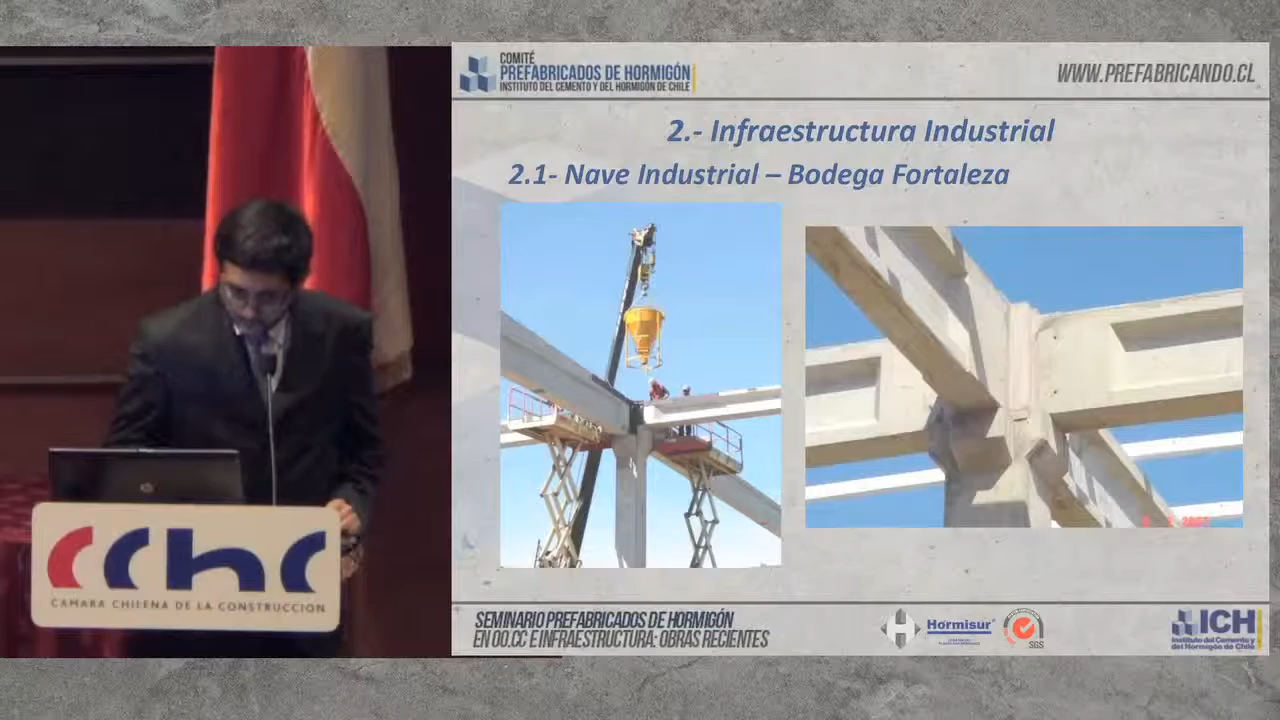 COMITÉ
PREFABRICADOS DE HORMIGÓN
INSTITUTO DEL CEMENTO Y DEL HORMIGÓN DE CHILE
WWW.PREFABRICANDO.CL
2.- Infraestructura Industrial
2.1- Nave Industrial – Bodega Fortaleza
CChC
CAMARA CHILENA DE LA CONSTRUCCION
SEMINARIO PREFABRICADOS DE HORMIGÓN
EN OO.CC E INFRAESTRUCTURA: OBRAS RECIENTES
Hormisur
SGS
ICH
Instituto del Cemento y
del Hormigón de Chile